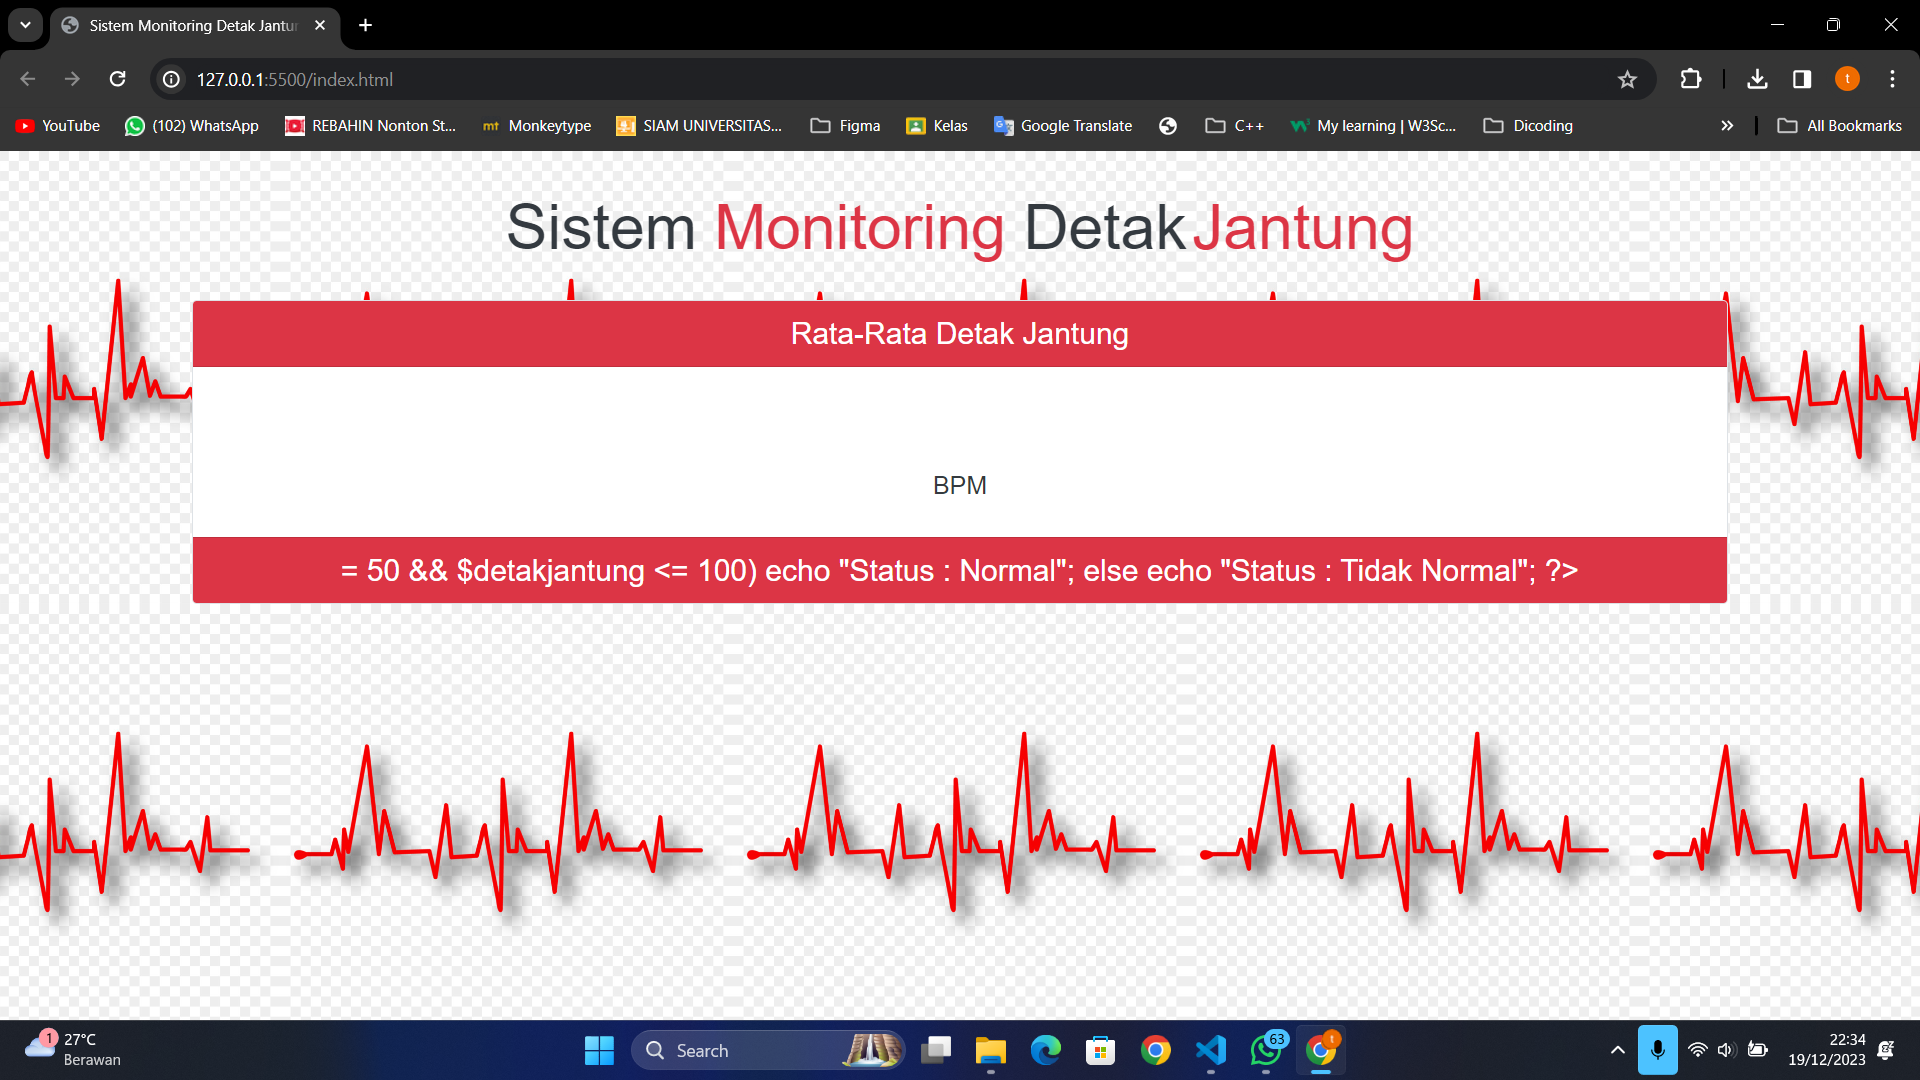 Sistem Monitoring Detak Jantur
127.0.0.1:5500/index.html
t
YouTube
(102) WhatsApp
REBAHIN Nonton St...
mt Monkeytype
SIAM UNIVERSITAS...
Figma
Kelas
Google Translate
C++
My learning | W3Sc...
Dicoding
All Bookmarks
Sistem Monitoring Detak Jantung
Rata-Rata Detak Jantung
BPM
= 50 && $detakjantung <= 100) echo "Status : Normal"; else echo "Status : Tidak Normal"; ?>
1
27°C
Berawan
Search
63
t
22:34
19/12/2023